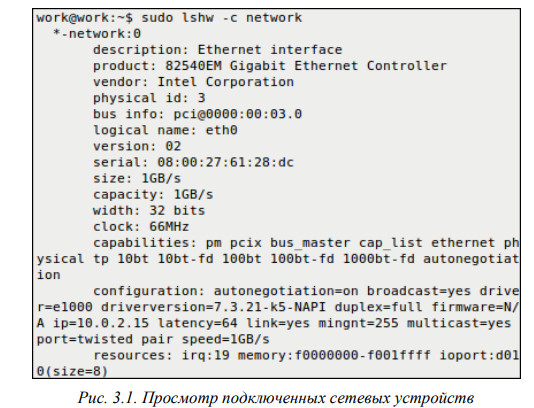 work@work:~$ sudo lshw -c network
*-network:0
description: Ethernet interface
product: 82540EM Gigabit Ethernet Controller
vendor: Intel Corporation
physical id: 3
bus info: pci@0000:00:03.0
logical name: eth0
version: 02
serial: 08:00:27:61:28:dc
size: 1GB/s
capacity: 1GB/s
width: 32 bits
clock: 66MHz
capabilities: pm pcix bus_master cap_list ethernet ph
ysical tp 10bt 10bt-fd 100bt 100bt-fd 1000bt-fd autonegotiat
ion
configuration: autonegotiation=on broadcast=yes drive
r=e1000 driverversion=7.3.21-k5-NAPI duplex=full firmware=N/
A ip=10.0.2.15 latency=64 link=yes mingnt=255 multicast=yes
port=twisted pair speed=1GB/s
resources: irq:19 memory:f0000000-f001ffff ioport:d01
0(size=8)
Рис. 3.1. Просмотр подключенных сетевых устройств